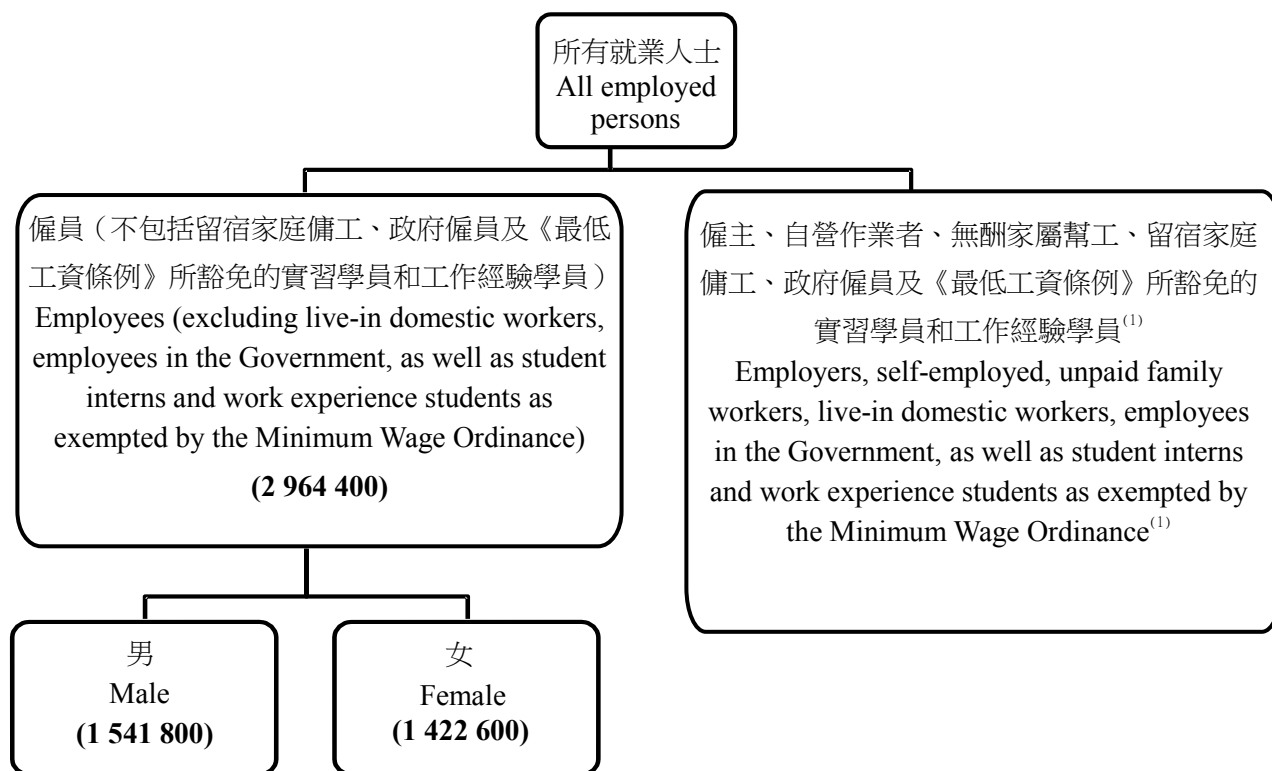 所有就業人士
All employed
persons
僱員（不包括留宿家庭傭工、政府僱員及《最低
工資條例》所豁免的實習學員和工作經驗學員）
Employees (excluding live-in domestic workers,
employees in the Government, as well as student
interns and work experience students as
exempted by the Minimum Wage Ordinance)
(2 964 400)
僱主、自營作業者、無酬家屬幫工、留宿家庭
傭工、政府僱員及《最低工資條例》所豁免的
實習學員和工作經驗學員(1)
Employers, self-employed, unpaid family
workers, live-in domestic workers, employees
in the Government, as well as student interns
and work experience students as exempted by
the Minimum Wage Ordinance(1)
男
Male
(1 541 800)
女
Female
(1 422 600)